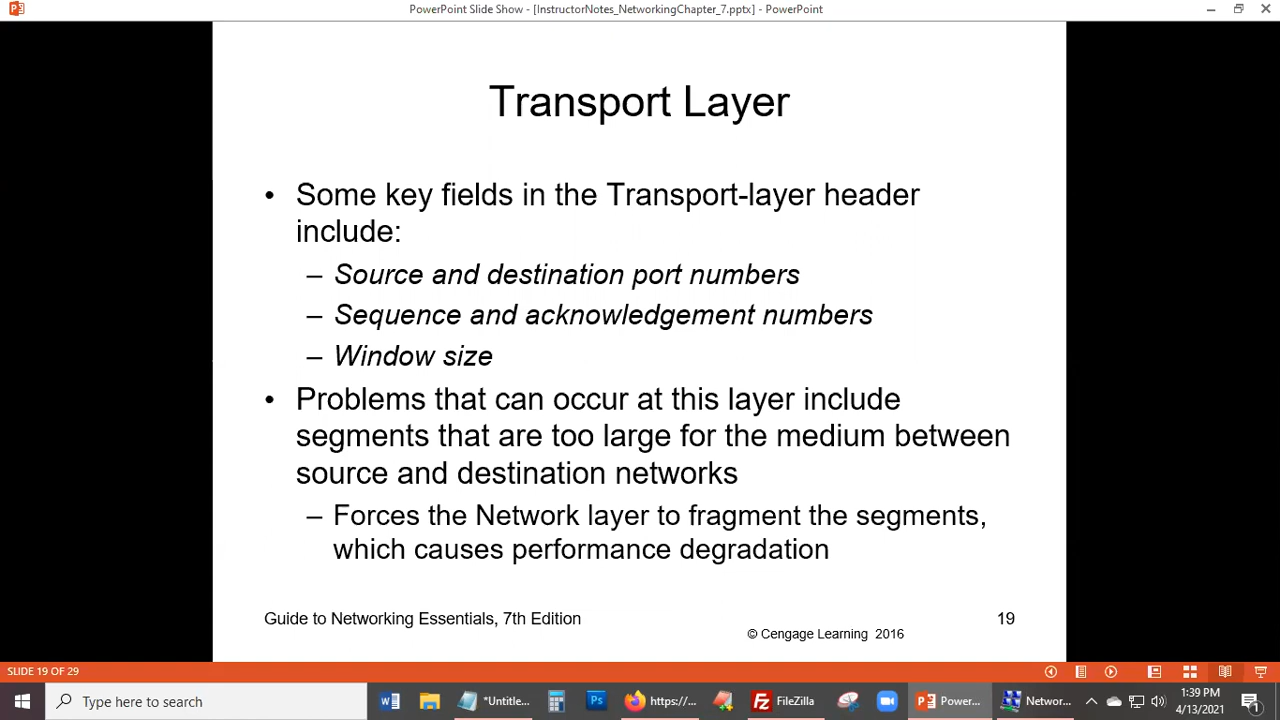 PowerPoint Slide Show - [InstructorNotes_NetworkingChapter_7.pptx] - PowerPoint
Transport Layer
• Some key fields in the Transport-layer header
include:
– Source and destination port numbers
– Sequence and acknowledgement numbers
– Window size
• Problems that can occur at this layer include
segments that are too large for the medium between
source and destination networks
– Forces the Network layer to fragment the segments,
which causes performance degradation
Guide to Networking Essentials, 7th Edition
© Cengage Learning 2016
19
SLIDE 19 OF 29
Type here to search
*Untitle...
https://...
FileZilla
Power...
Networ...
1:39 PM
4/13/2021